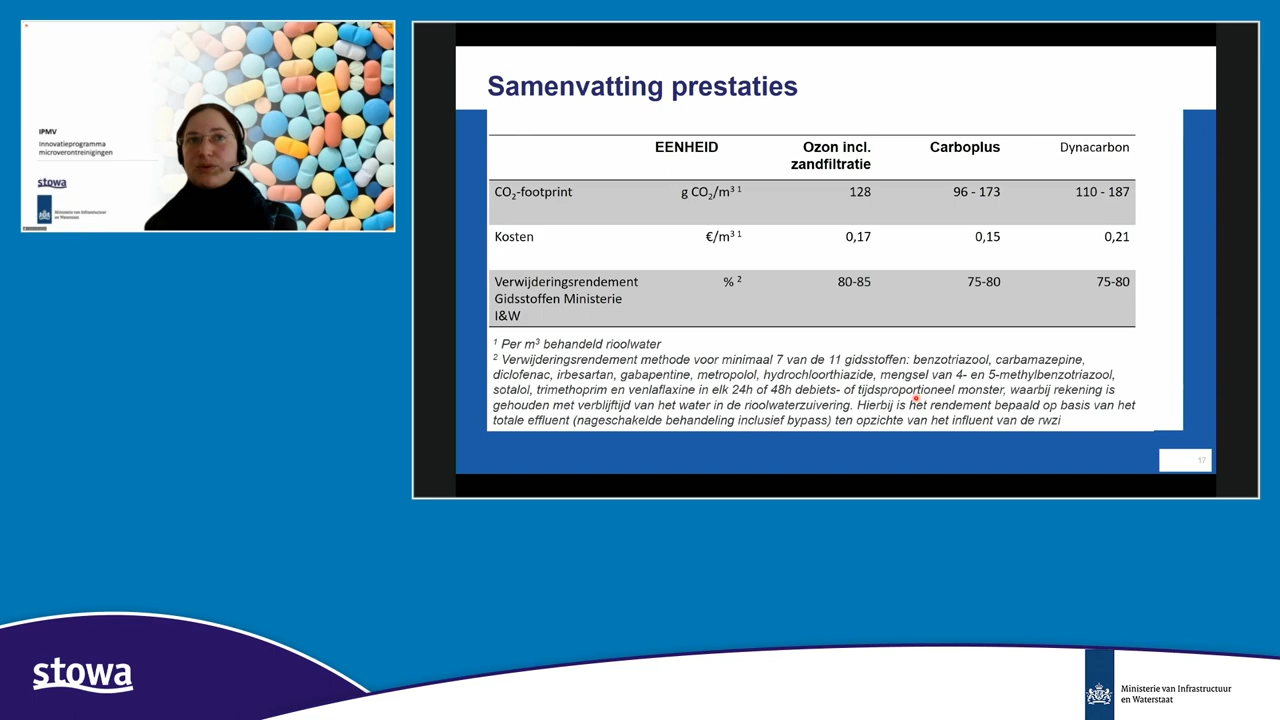 IPMV
innovatieprogramma
microverontreinigingen
stowa
Ministerie van Infrastructuur
en Waterstaat
Samenvatting prestaties
EENHEID Ozon incl. zandfiltratie Carboplus Dynacarbon
CO₂-footprint g CO₂/m³ ¹ 128 96 - 173 110 - 187
Kosten €/m³ ¹ 0,17 0,15 0,21
Verwijderingsrendement % ² 80-85 75-80 75-80
Gidsstoffen Ministerie
I&W
¹ Per m³ behandeld rioolwater
² Verwijderingsrendement methode voor minimaal 7 van de 11 gidsstoffen: benzotriazol, carbamazepine,
diclofenac, irbesartan, gabapentine, metropolol, hydrochloorthiazide, mengsel van 4- en 5-methylbenzotriazol,
sotalol, trimethoprim en venlaflaxine in elk 24h of 48h debiets- of tijdsproportioneel monster, waarbij rekening is
gehouden met verblijftijd van het water in de rioolwaterzuivering. Hierbij is het rendement bepaald op basis van het
totale effluent (nageschakelde behandeling inclusief bypass) ten opzichte van het influent van de rwzi
17
stowa
Ministerie van Infrastructuur
en Waterstaat